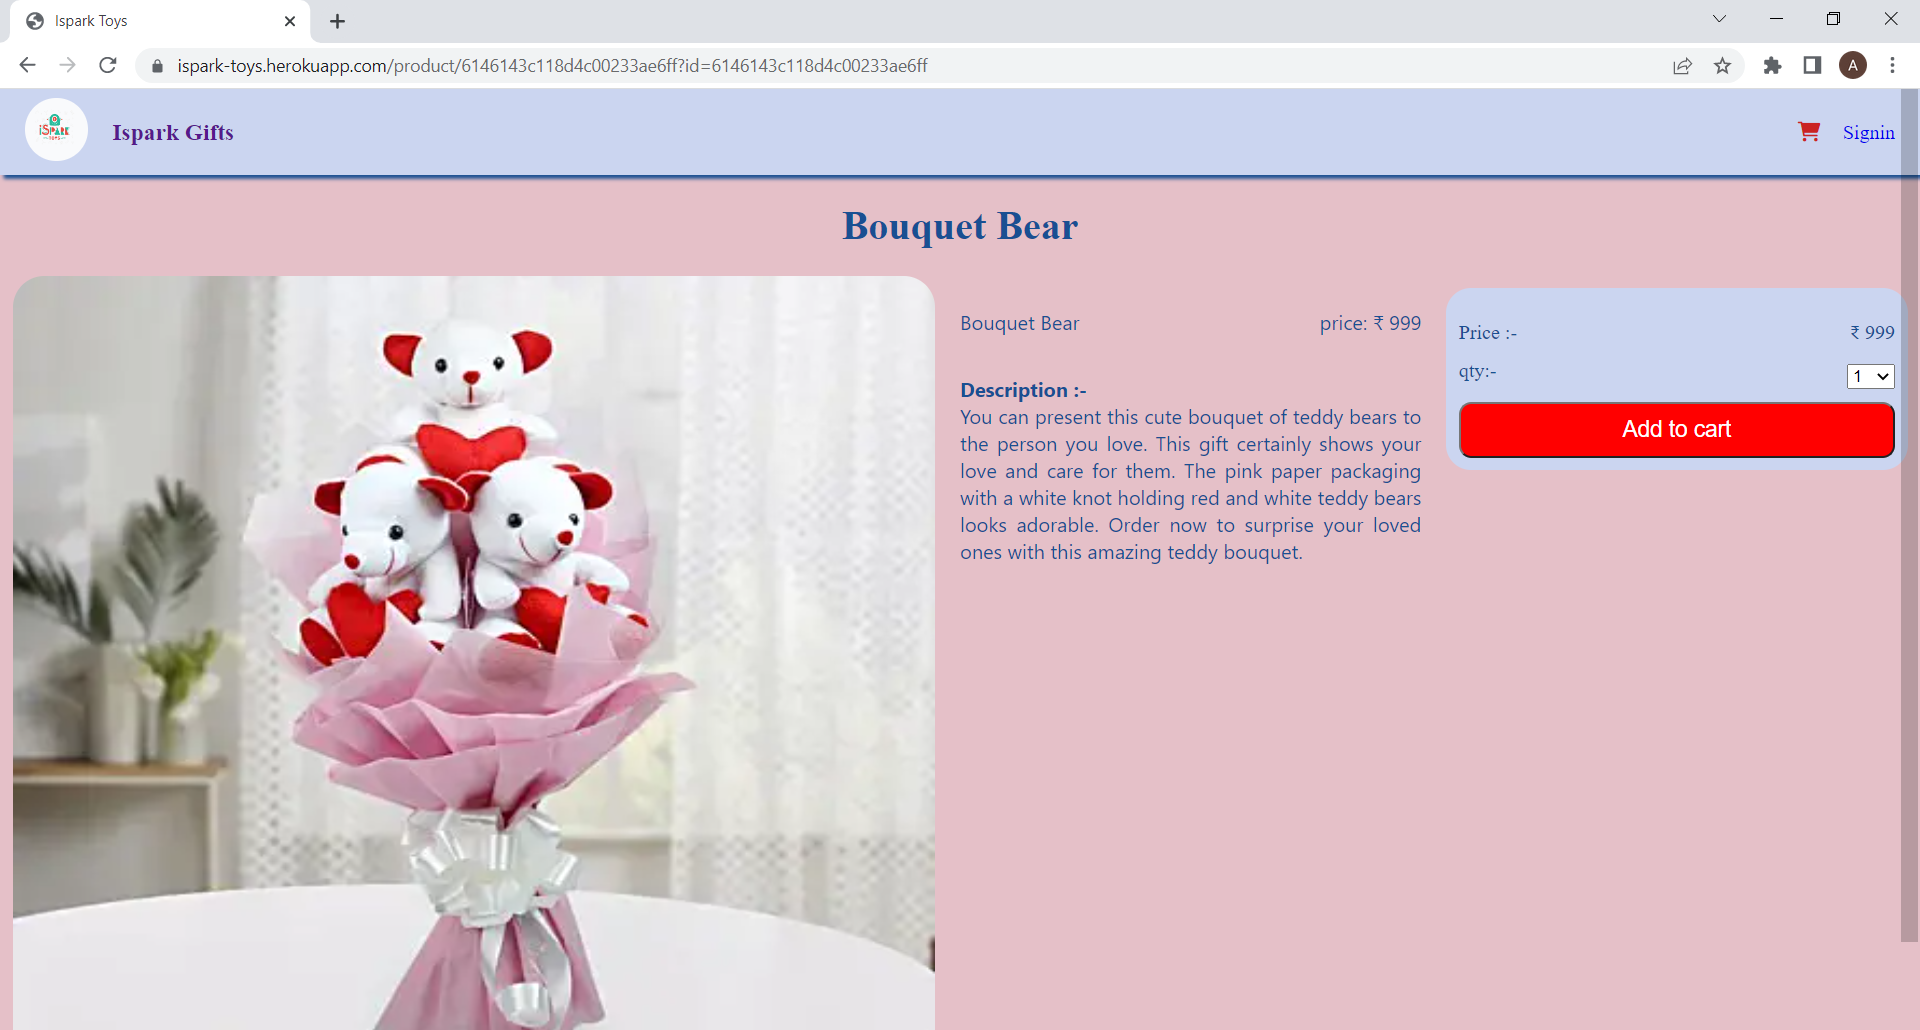 Ispark Toys
ispark-toys.herokuapp.com/product/6146143c118d4c00233ae6ff?id=6146143c118d4c00233ae6ff
A
iSPARK
TOYS
Ispark Gifts
Signin
Bouquet Bear
Bouquet Bear price: ₹ 999
Description :-
You can present this cute bouquet of teddy bears to
the person you love. This gift certainly shows your
love and care for them. The pink paper packaging
with a white knot holding red and white teddy bears
looks adorable. Order now to surprise your loved
ones with this amazing teddy bouquet.
Price :- ₹ 999
qty:- 1
Add to cart